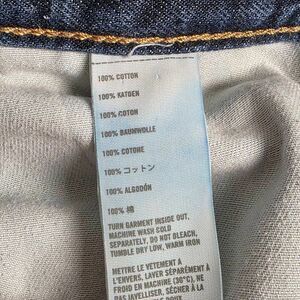 100% COTTON
100% KATOEN
100% COTON
100% BAUMWOLLE
100% COTONE
100% コットン
100% ALGODÓN
100% 棉
TURN GARMENT INSIDE OUT,
MACHINE WASH COLD
SEPARATELY, DO NOT BLEACH,
TUMBLE DRY LOW, WARM IRON
METTRE LE VETEMENT À
L'ENVERS, LAVER SÉPARÉMENT À
FROID EN MACHINE (30°C), NE
PAS JAVELLISER, SÉCHER À LA